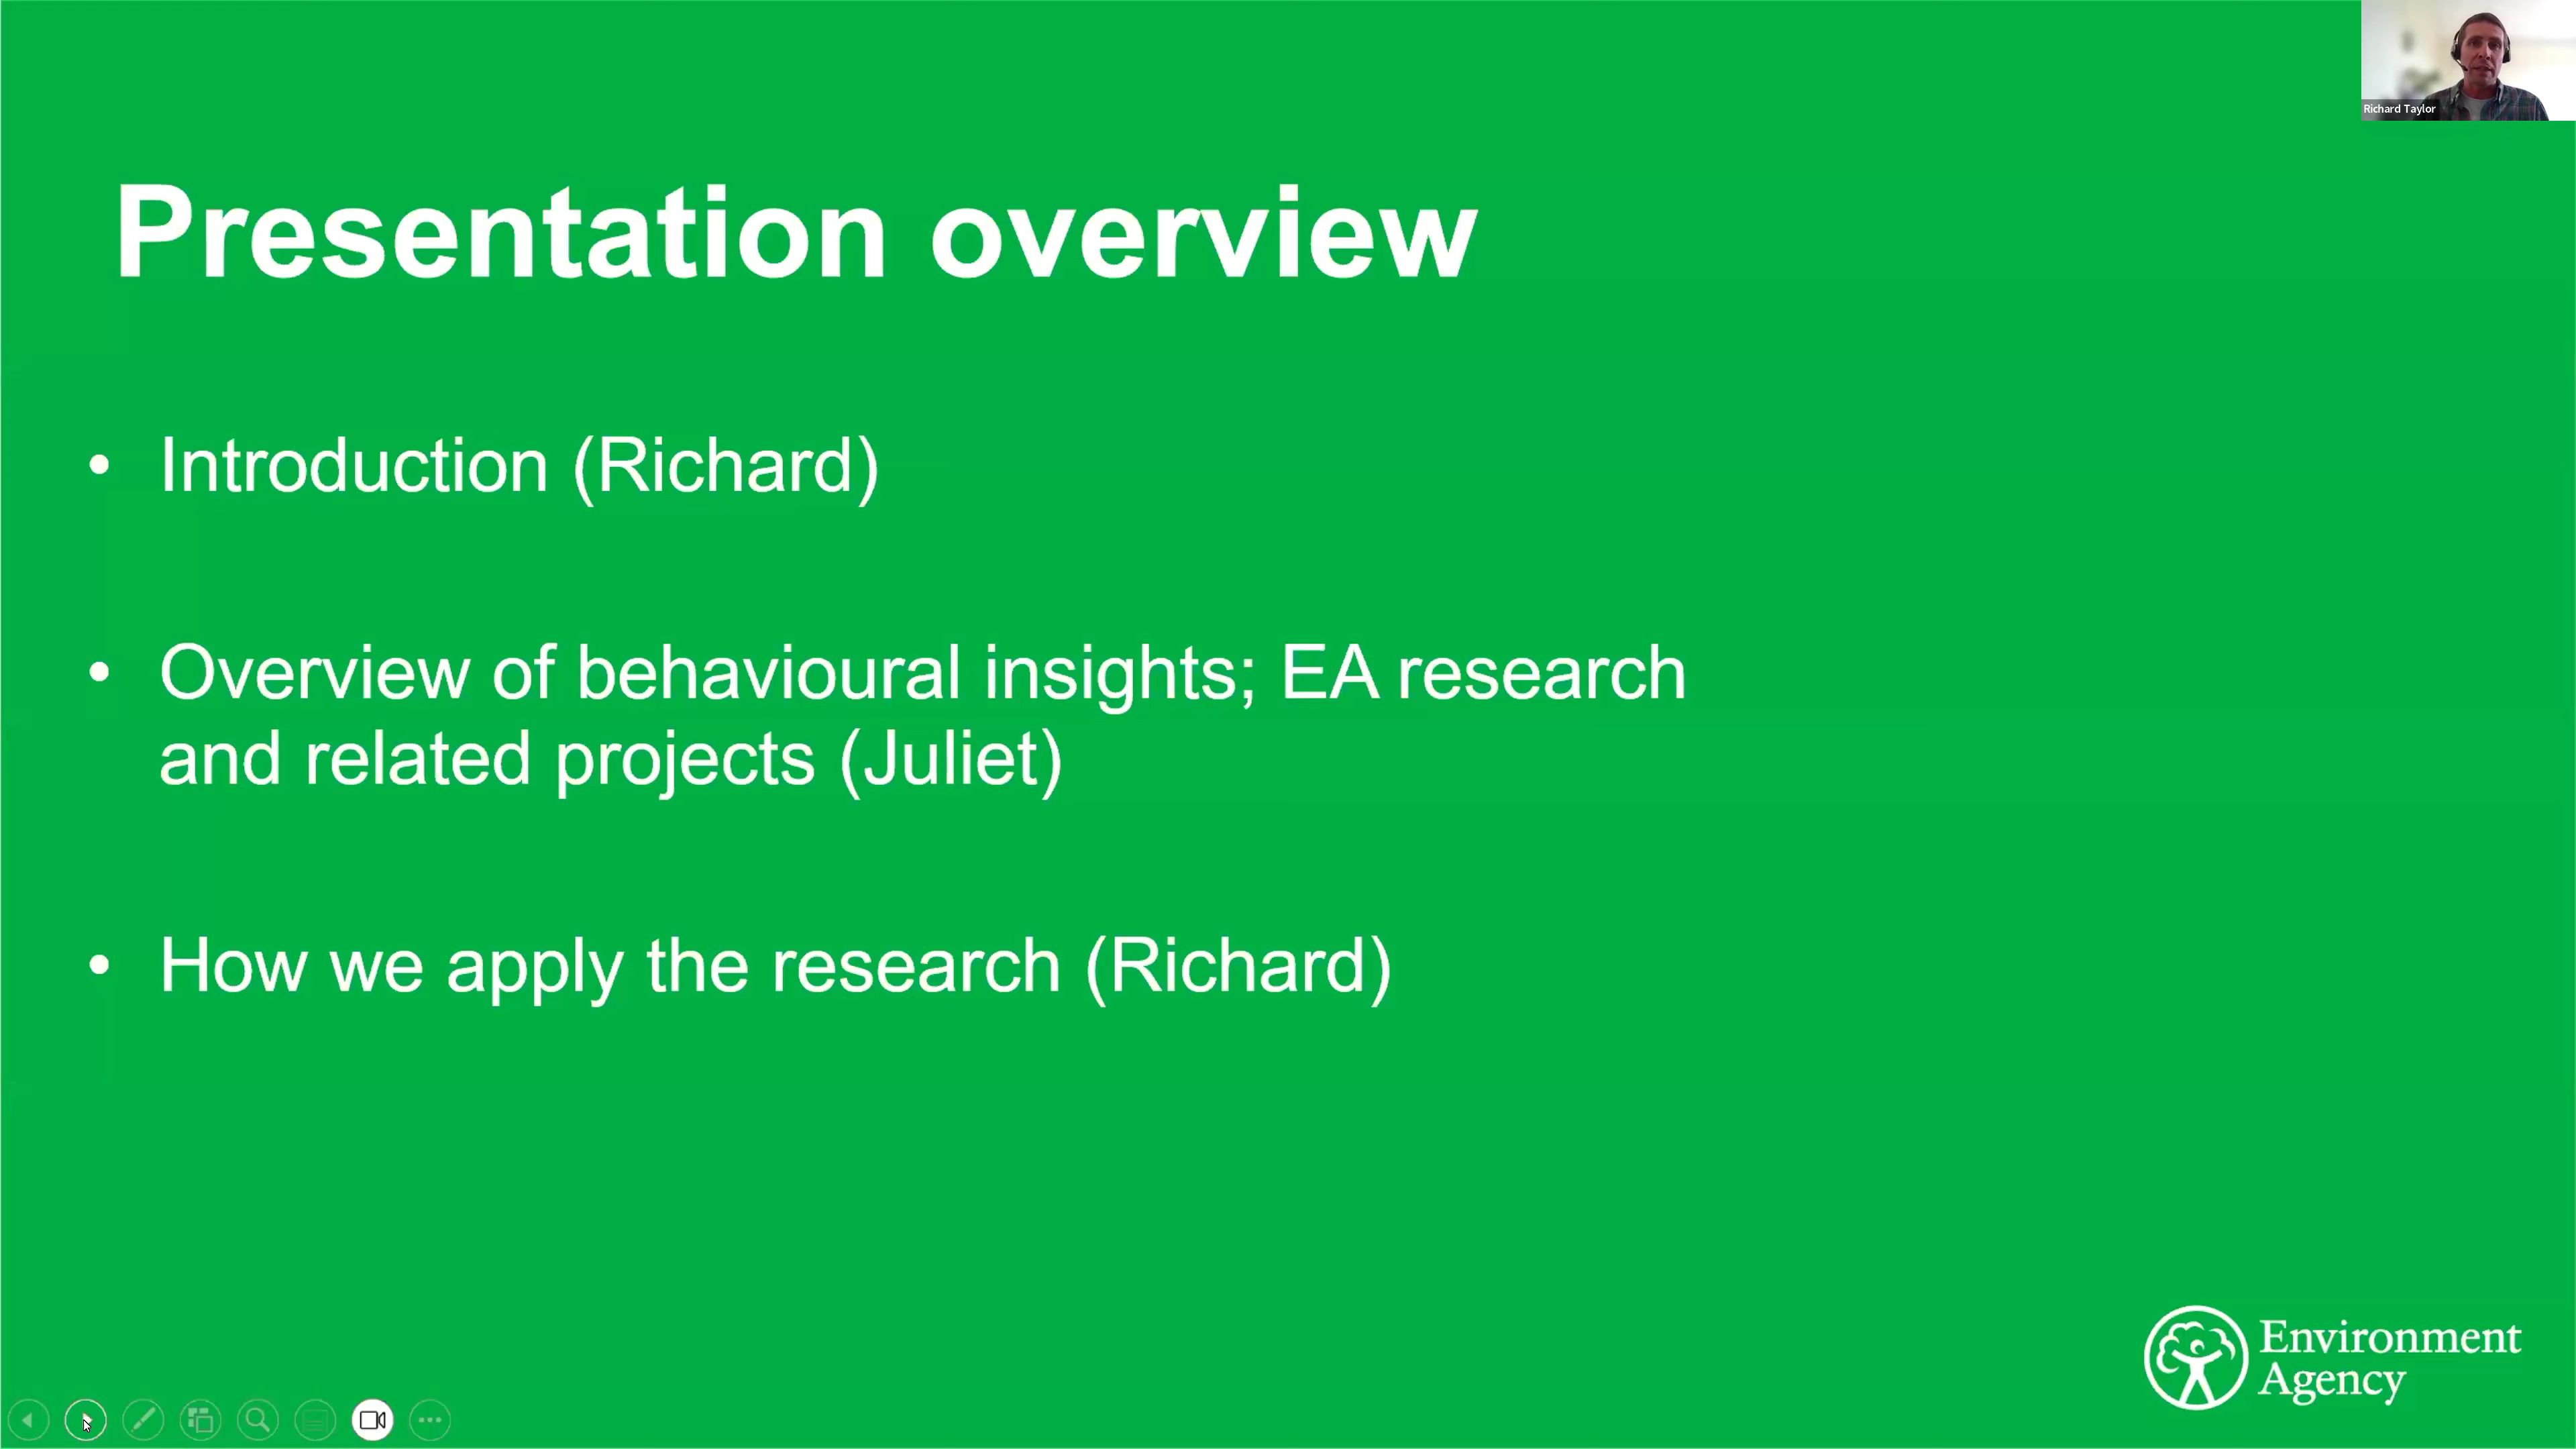 Richard Taylor
Presentation overview
• Introduction (Richard)
• Overview of behavioural insights; EA research
and related projects (Juliet)
• How we apply the research (Richard)
Environment
Agency